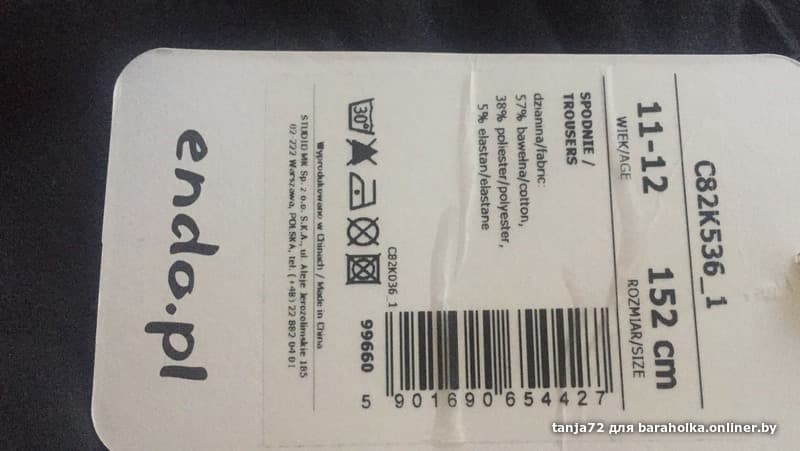 C82K536_1
11-12 152 cm
WIEK/AGE ROZMIAR/SIZE
SPODNIE /
TROUSERS
dzianina/fabric:
57% bawełna/cotton,
38% poliester/polyester,
5% elastan/elastane
5 901690 654427
C82K036_1
99660
30°
Wyprodukowano w Chinach / Made in China
STUDIO MK Sp. z o.o. S.K.A., ul. Aleje Jerozolimskie 185
02-222 Warszawa, POLSKA, tel. (+48) 22 882 04 01
endo.pl
tanja72 для baraholka.onliner.by